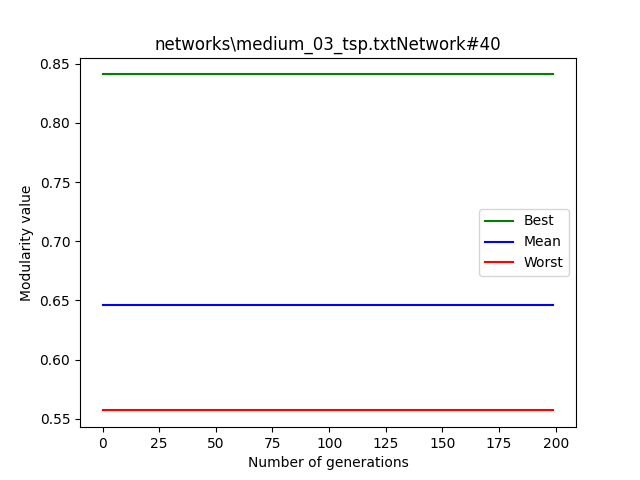 networks\medium_03_tsp.txtNetwork#40
Modularity value
0.85
0.80
0.75
0.70
0.65
0.60
0.55
Best
Mean
Worst
0 25 50 75 100 125 150 175 200
Number of generations